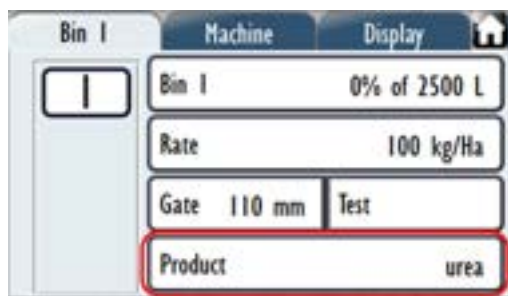 Bin 1 Machine Display
1
Bin 1 0% of 2500 L
Rate 100 kg/Ha
Gate 110 mm Test
Product urea